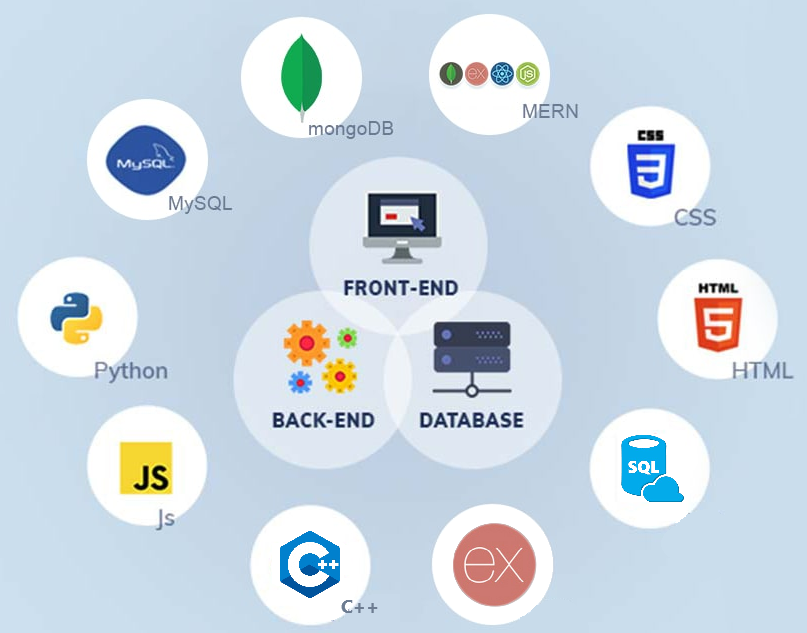 mongoDB
ex
JS
MERN
MySQL
MySQL
CSS
3
CSS
FRONT-END
Python
HTML
5
HTML
BACK-END
DATABASE
JS
Js
SQL
C++
C++
ex